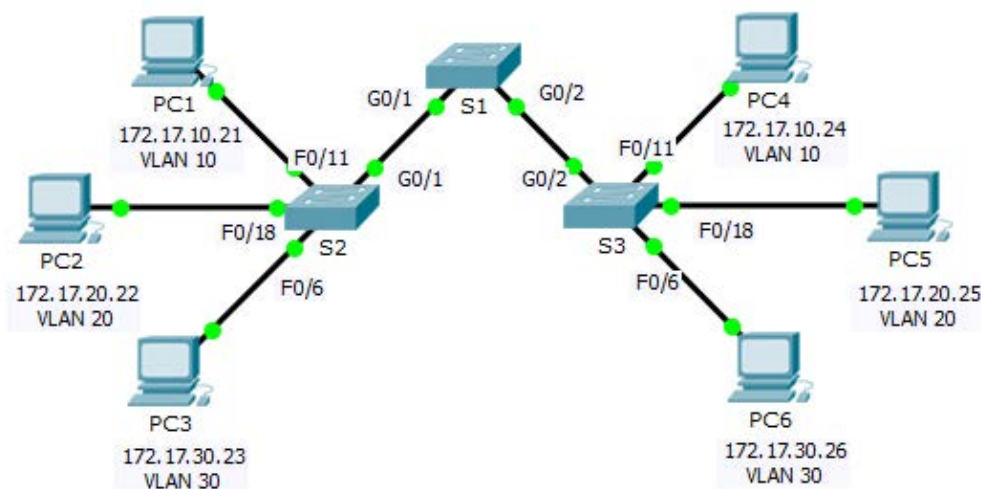 PC1
172.17.10.21
VLAN 10
G0/1
S1
G0/2
PC4
172.17.10.24
VLAN 10
F0/11
G0/1
G0/2
F0/11
PC2
172.17.20.22
VLAN 20
F0/18
S2
F0/6
S3
F0/18
F0/6
PC5
172.17.20.25
VLAN 20
PC3
172.17.30.23
VLAN 30
PC6
172.17.30.26
VLAN 30